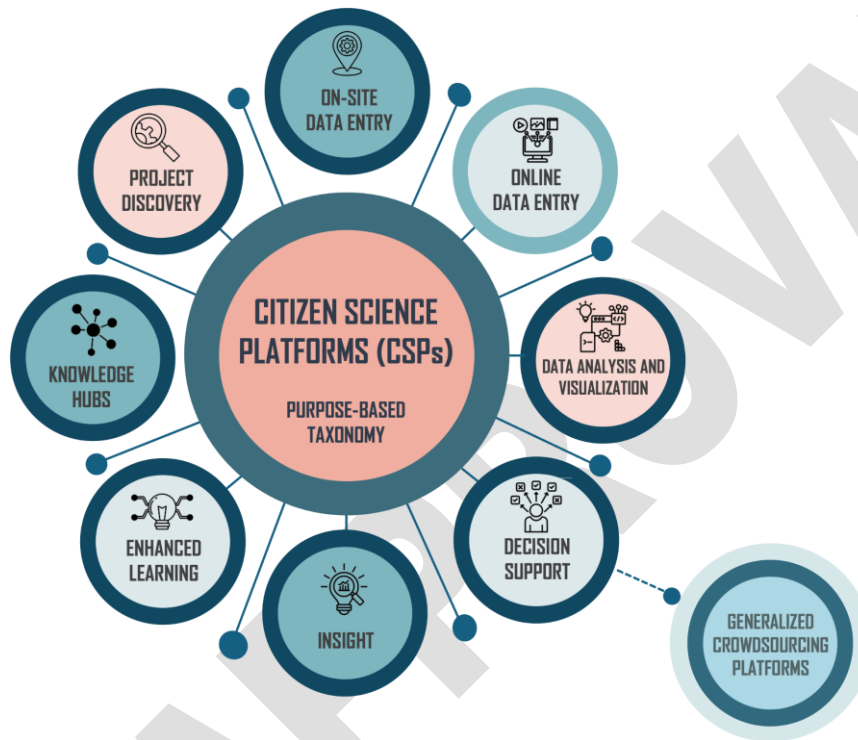 ON-SITE
DATA ENTRY
PROJECT
DISCOVERY
ONLINE
DATA ENTRY
CITIZEN SCIENCE
PLATFORMS (CSPs)
PURPOSE-BASED
TAXONOMY
KNOWLEDGE
HUBS
DATA ANALYSIS AND
VISUALIZATION
ENHANCED
LEARNING
DECISION
SUPPORT
INSIGHT
GENERALIZED
CROWDSOURCING
PLATFORMS